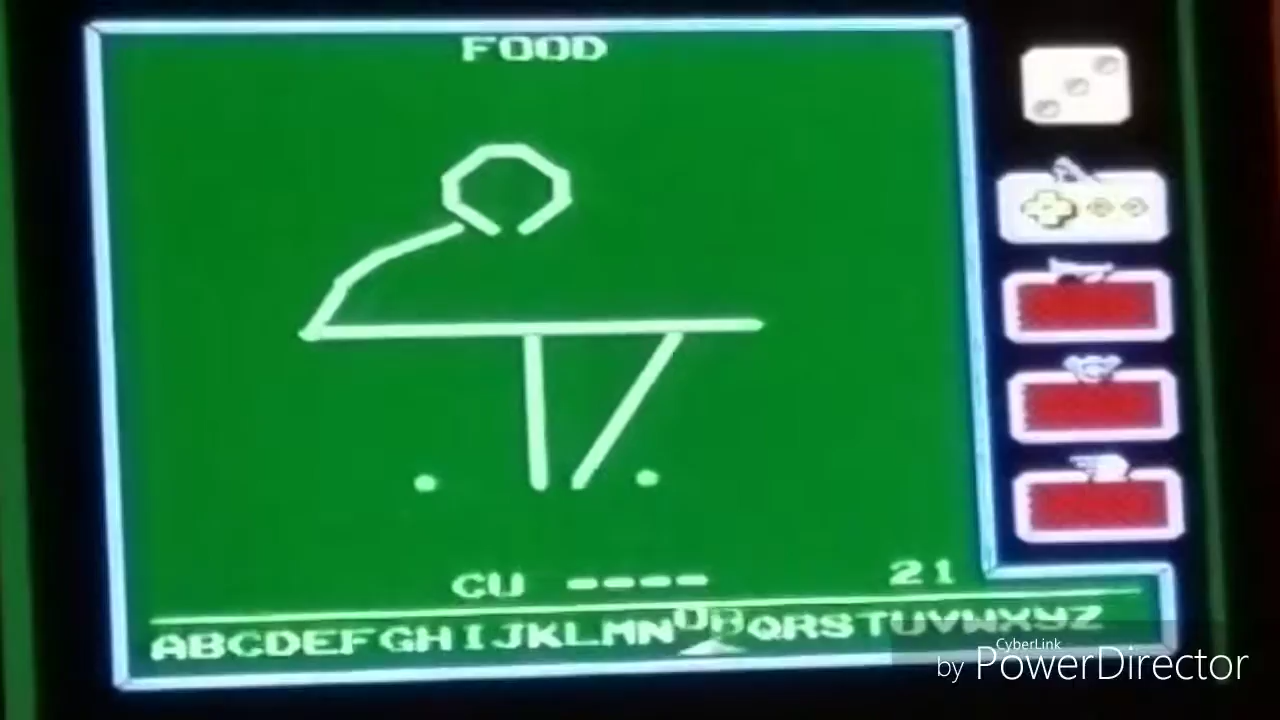 FOOD
CU ----
21
ABCDEFGHIJKLMNOPQRSTUVWXYZ
CyberLink
by PowerDirector